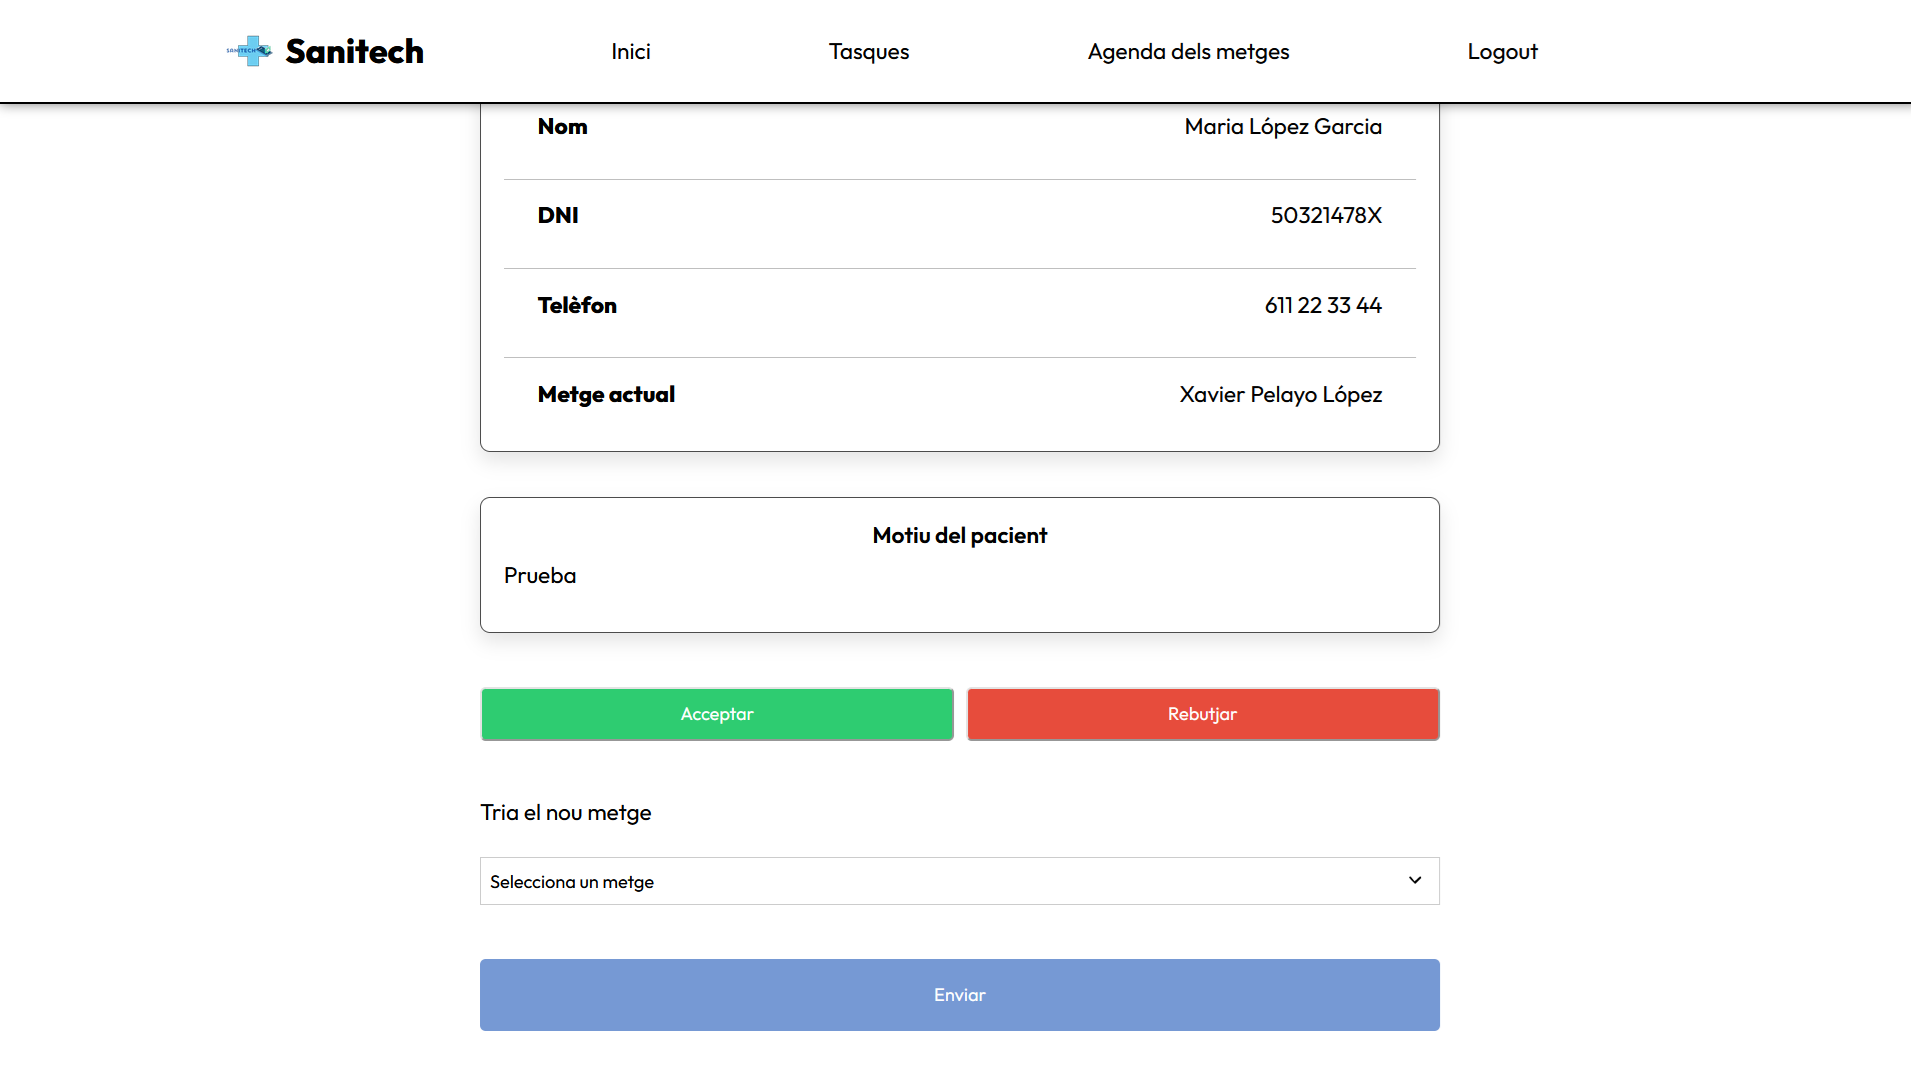 SANITECH
Sanitech
Inici
Tasques
Agenda dels metges
Logout
Nom
Maria López Garcia
DNI
50321478X
Telèfon
611 22 33 44
Metge actual
Xavier Pelayo López
Motiu del pacient
Prueba
Acceptar
Rebutjar
Tria el nou metge
Selecciona un metge
Enviar